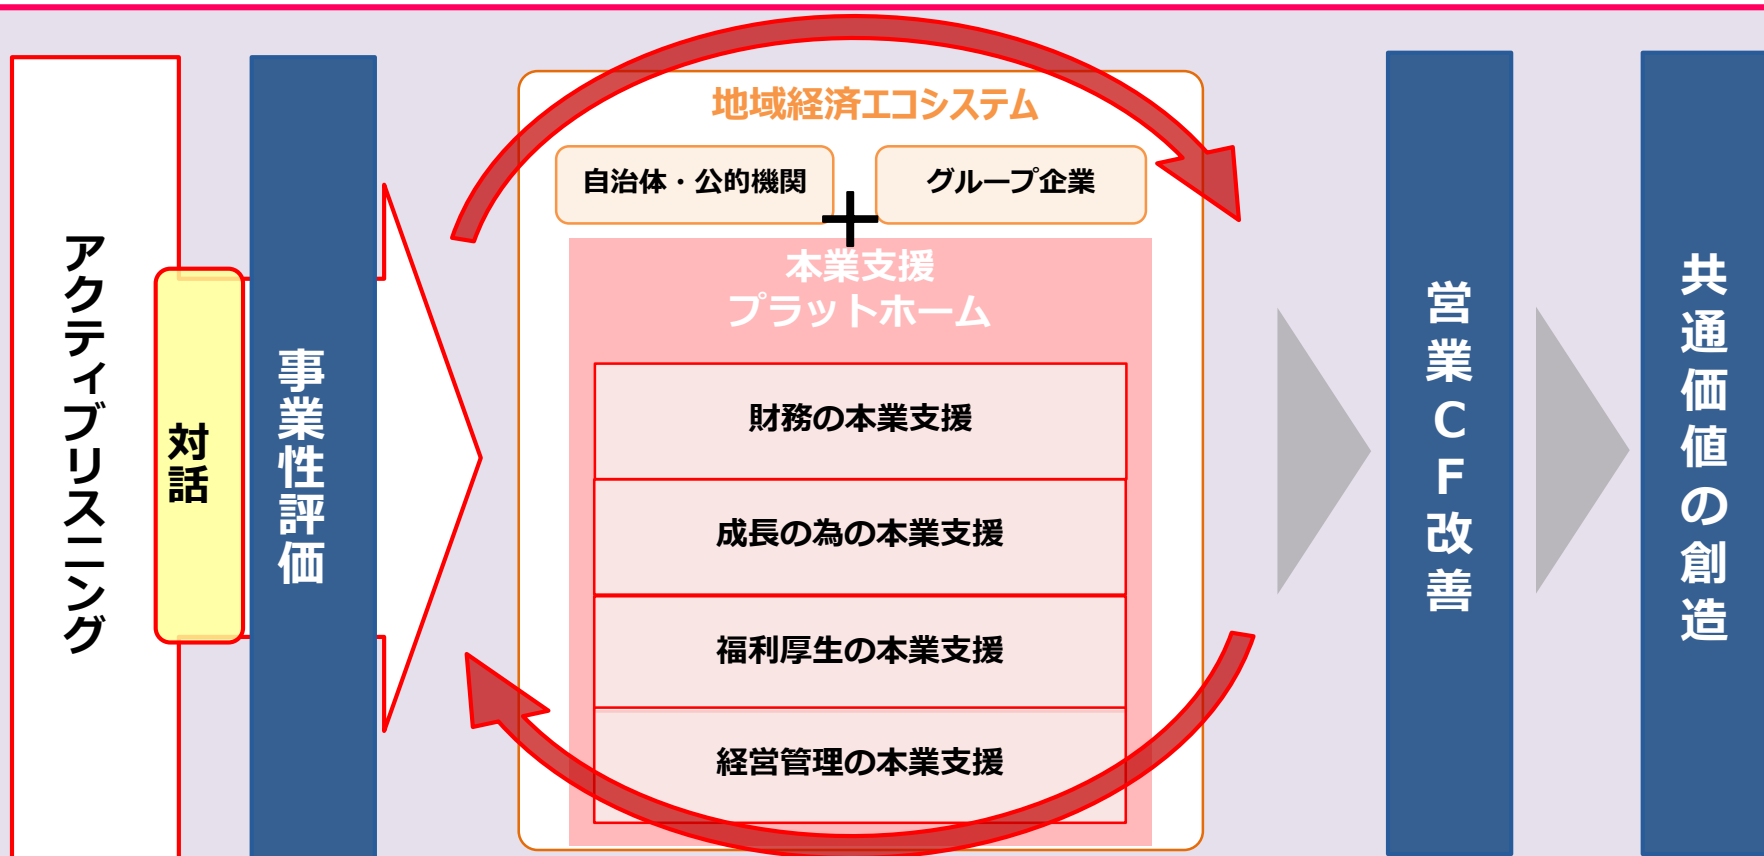 アクティブリスニング
対話
事業性評価
地域経済エコシステム
自治体・公的機関
グループ企業
+
本業支援
プラットホーム
財務の本業支援
成長の為の本業支援
福利厚生の本業支援
経営管理の本業支援
営業CF改善
共通価値の創造